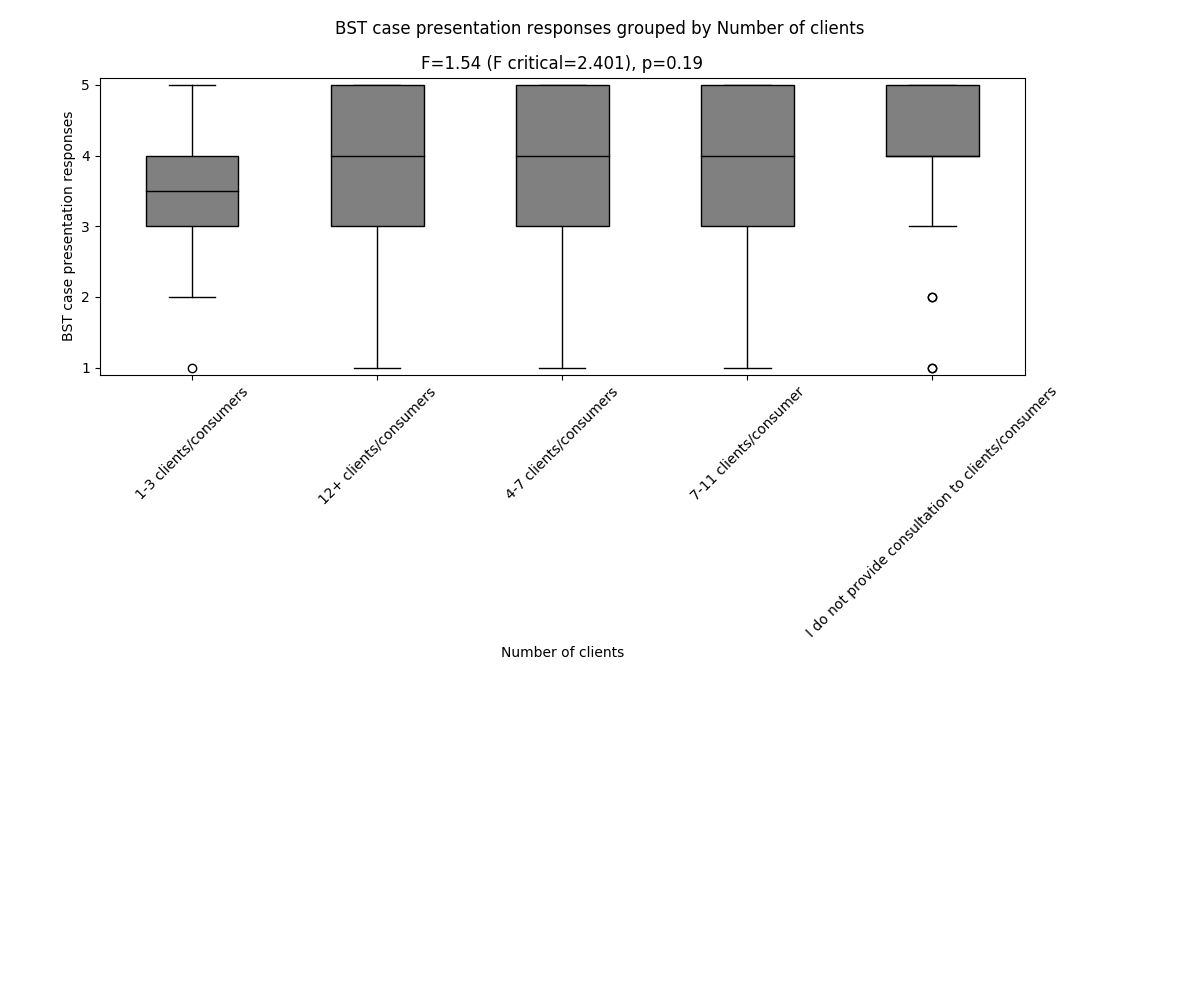 BST case presentation responses grouped by Number of clients
F=1.54 (F critical=2.401), p=0.19
BST case presentation responses
5
4
3
2
1
1-3 clients/consumers
12+ clients/consumers
4-7 clients/consumers
7-11 clients/consumer
I do not provide consultation to clients/consumers
Number of clients